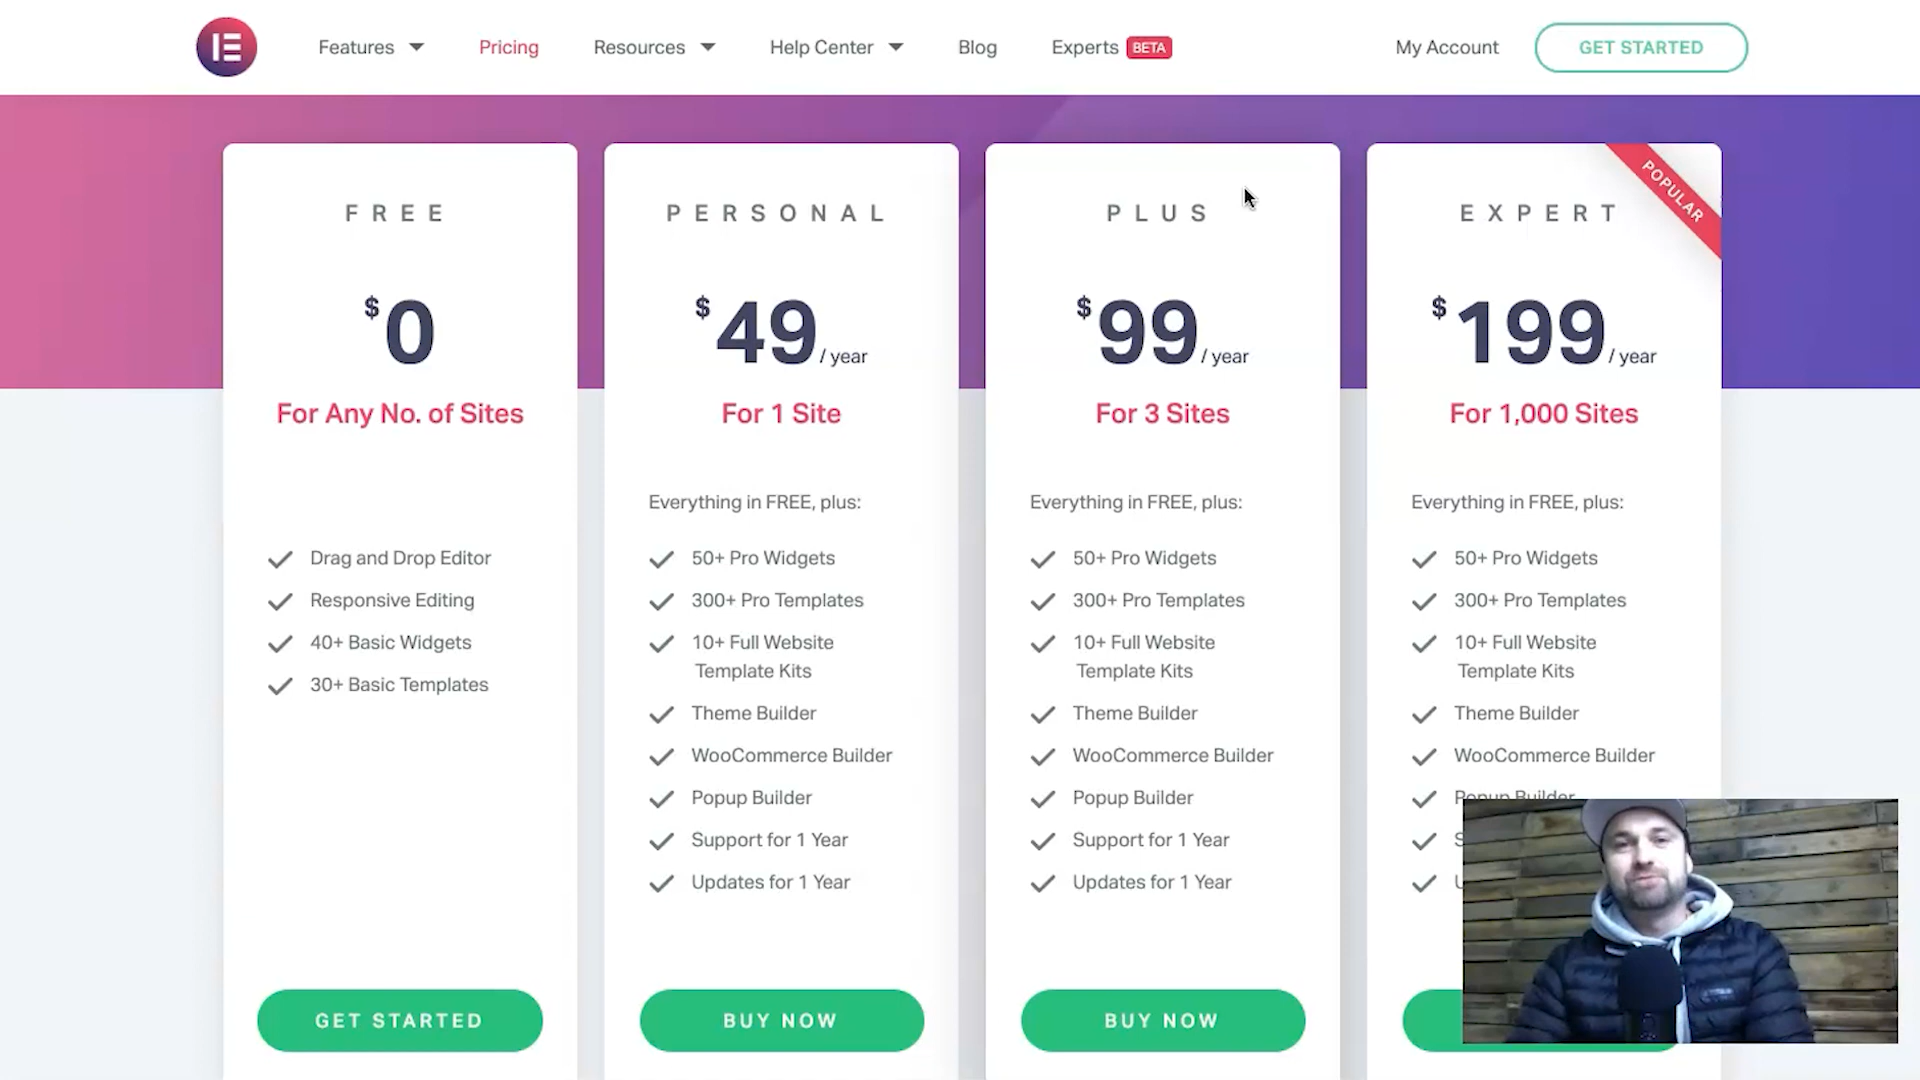 Features
Pricing
Resources
Help Center
Blog
Experts BETA
My Account
GET STARTED
FREE
$0
For Any No. of Sites
Drag and Drop Editor
Responsive Editing
40+ Basic Widgets
30+ Basic Templates
GET STARTED
PERSONAL
$49 / year
For 1 Site
Everything in FREE, plus:
50+ Pro Widgets
300+ Pro Templates
10+ Full Website
Template Kits
Theme Builder
WooCommerce Builder
Popup Builder
Support for 1 Year
Updates for 1 Year
BUY NOW
PLUS
$99 / year
For 3 Sites
Everything in FREE, plus:
50+ Pro Widgets
300+ Pro Templates
10+ Full Website
Template Kits
Theme Builder
WooCommerce Builder
Popup Builder
Support for 1 Year
Updates for 1 Year
BUY NOW
POPULAR
EXPERT
$199 / year
For 1,000 Sites
Everything in FREE, plus:
50+ Pro Widgets
300+ Pro Templates
10+ Full Website
Template Kits
Theme Builder
WooCommerce Builder
Popup Builder